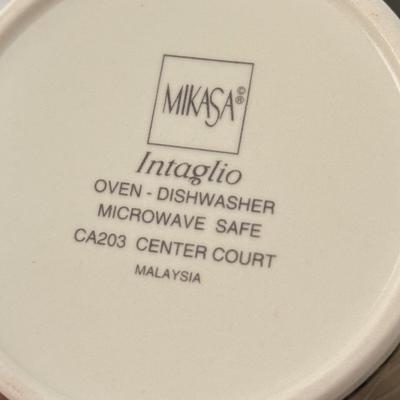 MIKASA©®
Intaglio
OVEN - DISHWASHER
MICROWAVE SAFE
CA203 CENTER COURT
MALAYSIA